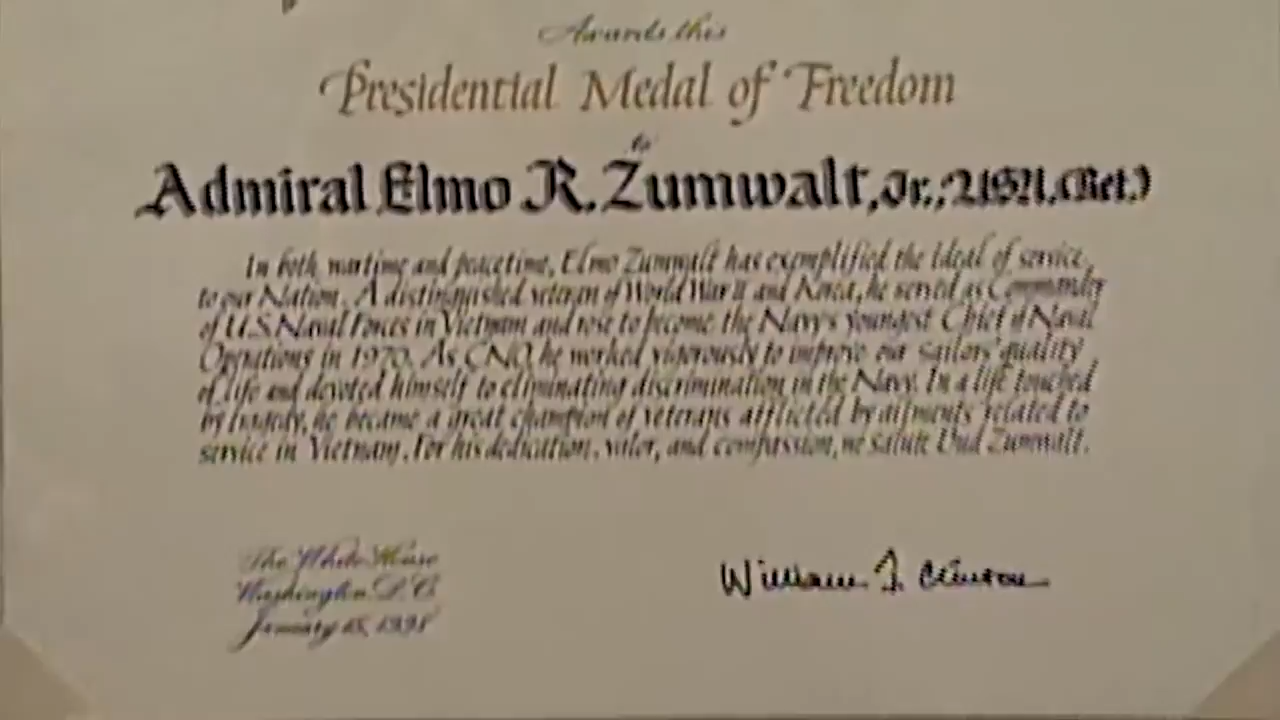 Awards this
Presidential Medal of Freedom
to
Admiral Elmo R. Zumwalt, Jr., USN, (Ret.)
In both wartime and peacetime, Elmo Zumwalt has exemplified the ideal of service
to our Nation. A distinguished veteran of World War II and Korea, he served as Commander
of U.S. Naval Forces in Vietnam and rose to become the Navy's youngest Chief of Naval
Operations in 1970. As CNO, he worked vigorously to improve our sailors' quality
of life and devoted himself to eliminating discrimination in the Navy. In a life touched
by tragedy, he became a great champion of veterans afflicted by ailments related to
service in Vietnam. For his dedication, valor, and compassion, we salute Bud Zumwalt.
The White House
Washington, D.C.
January 15, 1998
William J. Clinton